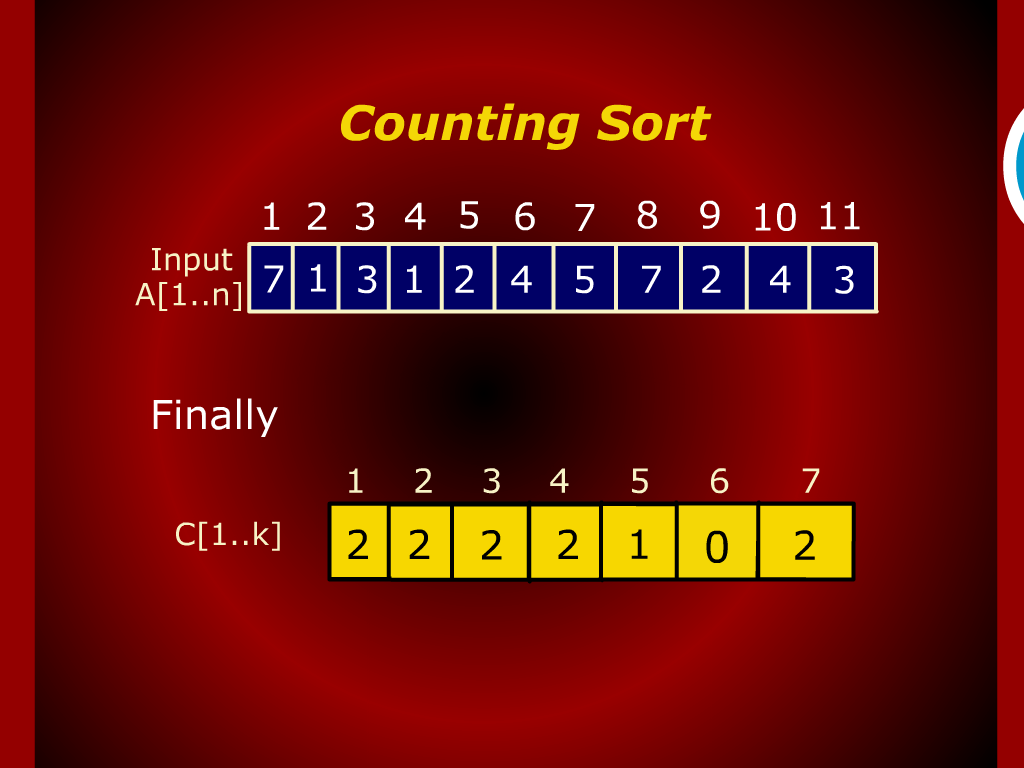 Counting Sort
1 2 3 4 5 6 7 8 9 10 11
Input
A[1..n]
7 1 3 1 2 4 5 7 2 4 3
Finally
1 2 3 4 5 6 7
C[1..k]
2 2 2 2 1 0 2